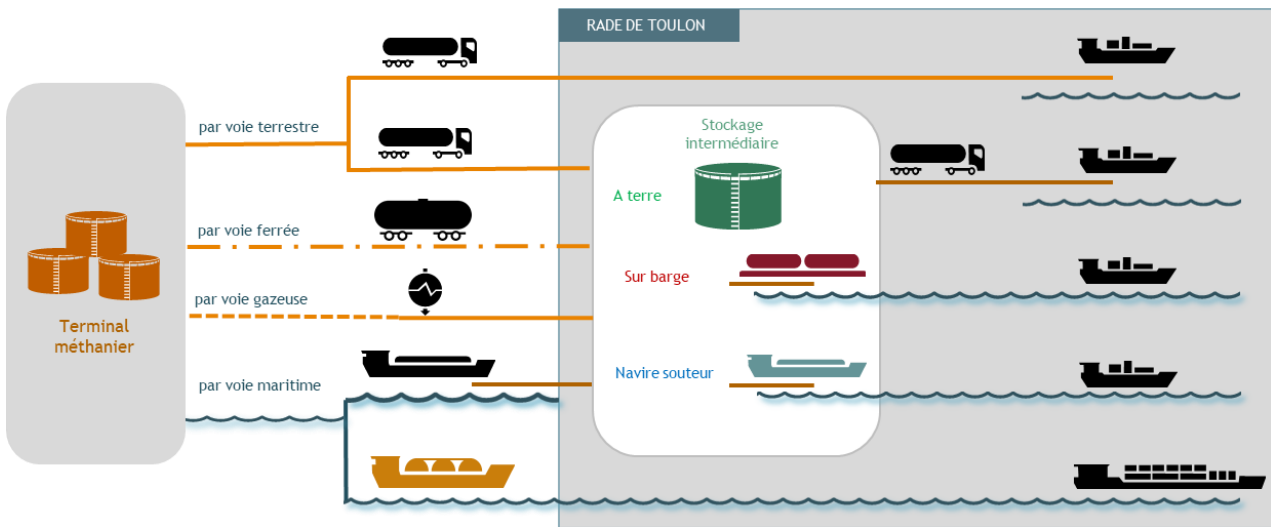 RADE DE TOULON
par voie terrestre
Stockage
intermédiaire
A terre
par voie ferrée
Sur barge
par voie gazeuse
Terminal
méthanier
par voie maritime
Navire souteur